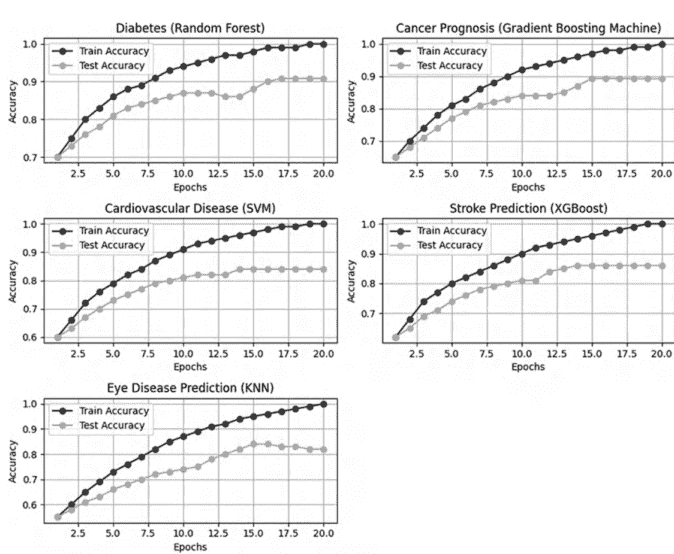 Diabetes (Random Forest)
1.0
0.9
0.8
0.7
Accuracy
Train Accuracy
Test Accuracy
2.5 5.0 7.5 10.0 12.5 15.0 17.5 20.0
Epochs
Cancer Prognosis (Gradient Boosting Machine)
1.0
0.9
0.8
0.7
Accuracy
Train Accuracy
Test Accuracy
2.5 5.0 7.5 10.0 12.5 15.0 17.5 20.0
Epochs
Cardiovascular Disease (SVM)
1.0
0.9
0.8
0.7
0.6
Accuracy
Train Accuracy
Test Accuracy
2.5 5.0 7.5 10.0 12.5 15.0 17.5 20.0
Epochs
Stroke Prediction (XGBoost)
1.0
0.9
0.8
0.7
Accuracy
Train Accuracy
Test Accuracy
2.5 5.0 7.5 10.0 12.5 15.0 17.5 20.0
Epochs
Eye Disease Prediction (KNN)
1.0
0.9
0.8
0.7
0.6
Accuracy
Train Accuracy
Test Accuracy
2.5 5.0 7.5 10.0 12.5 15.0 17.5 20.0
Epochs